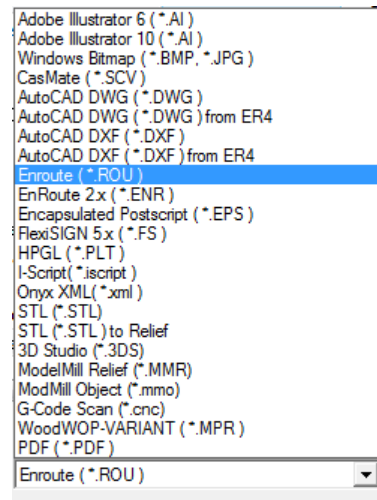 Adobe Illustrator 6 ( *.AI )
Adobe Illustrator 10 ( *.AI )
Windows Bitmap ( *.BMP, *.JPG )
CasMate ( *.SCV )
AutoCAD DWG ( *.DWG )
AutoCAD DWG ( *.DWG ) from ER4
AutoCAD DXF ( *.DXF )
AutoCAD DXF ( *.DXF ) from ER4
Enroute ( *.ROU )
EnRoute 2.x ( *.ENR )
Encapsulated Postscript ( *.EPS )
FlexiSIGN 5.x ( *.FS )
HPGL ( *.PLT )
I-Script( *.iscript )
Onyx XML( *.xml )
STL (*.STL)
STL (*.STL ) to Relief
3D Studio (*.3DS)
ModelMill Relief (*.MMR)
ModMill Object (*.mmo)
G-Code Scan (*.cnc)
WoodWOP-VARIANT ( *.MPR )
PDF ( *.PDF )
Enroute ( *.ROU )